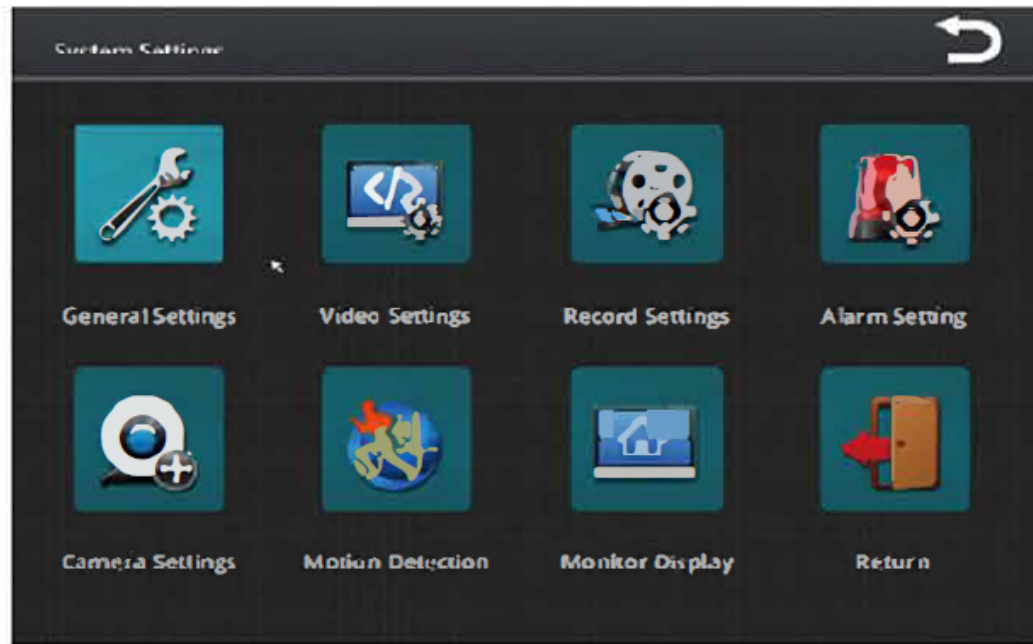 System Settings
General Settings Video Settings Record Settings Alarm Setting
Camera Settings Motion Detection Monitor Display Return